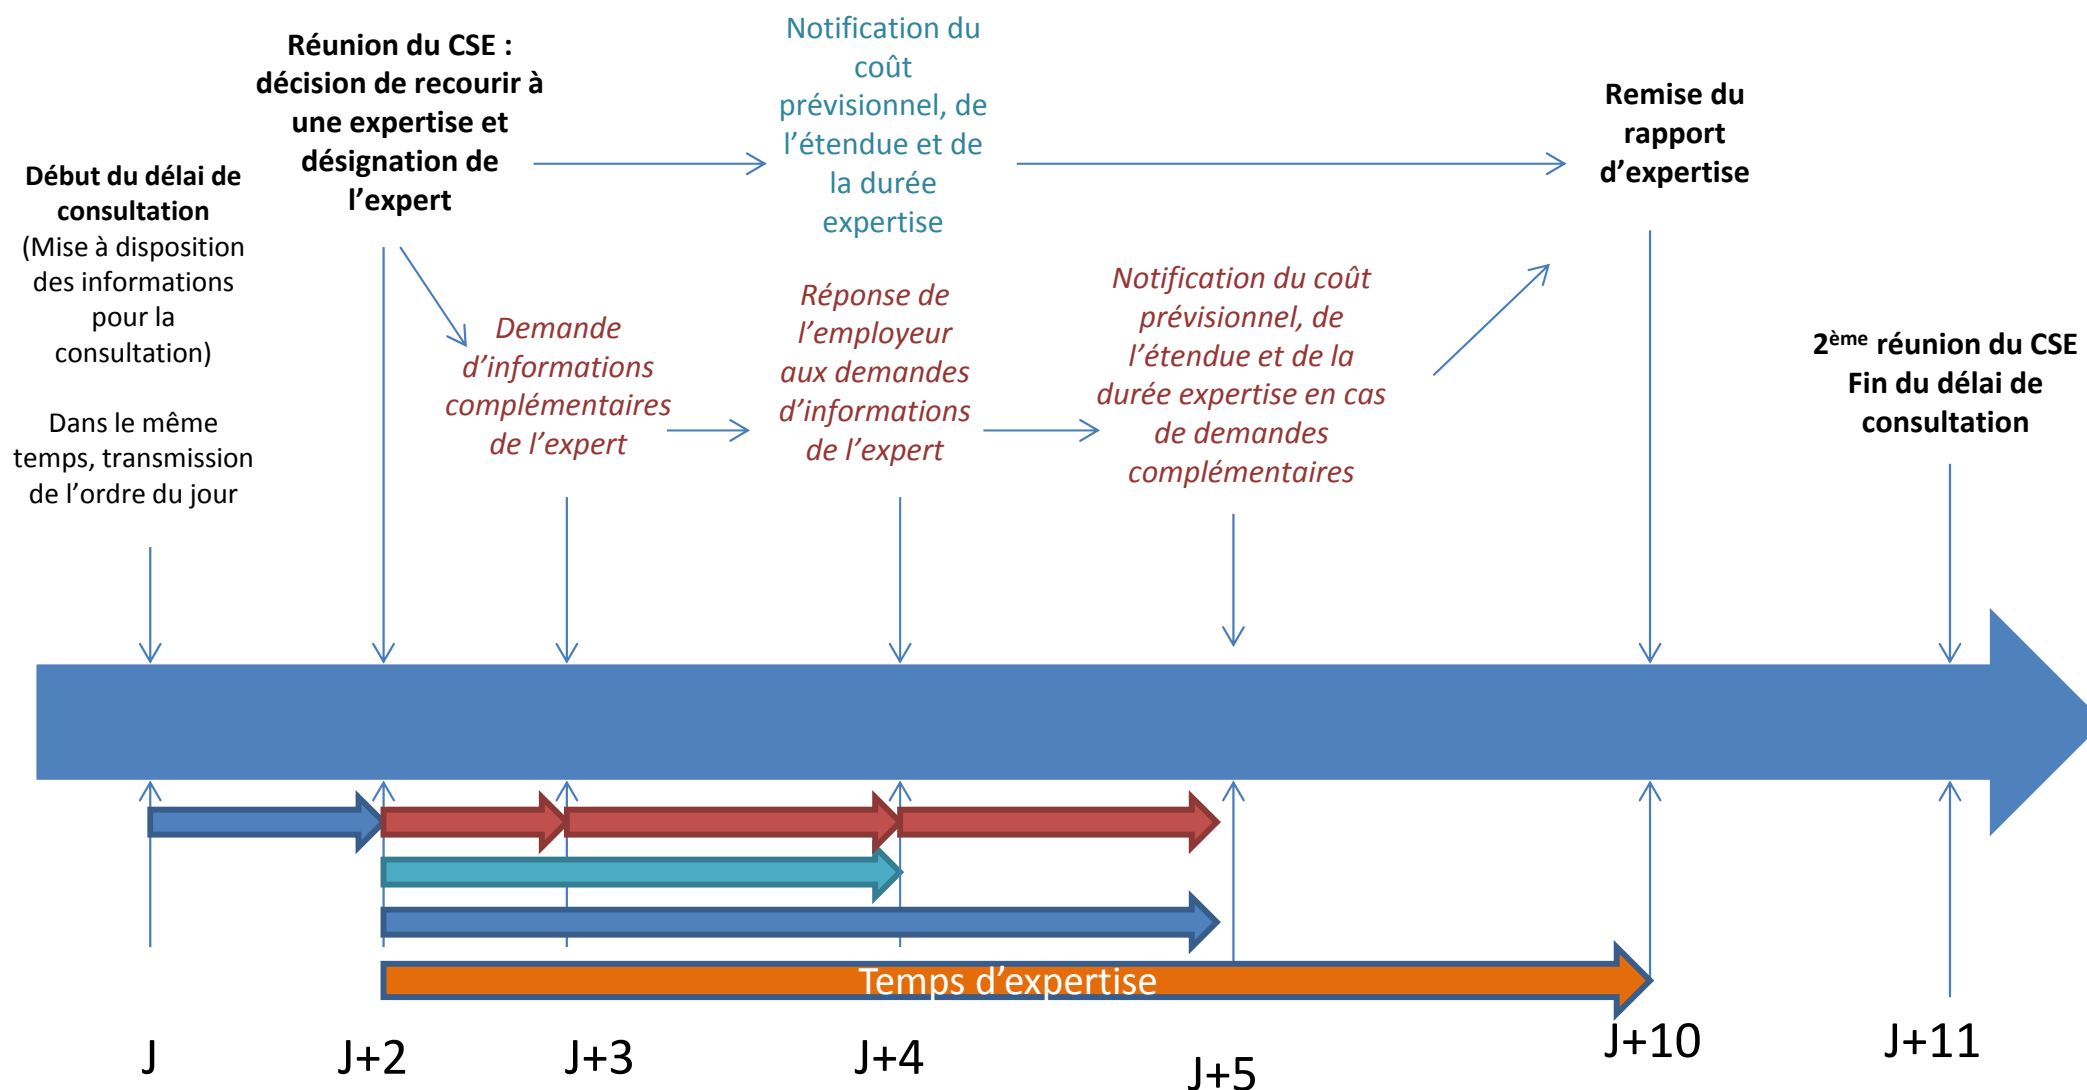 Début du délai de
consultation
(Mise à disposition
des informations
pour la
consultation)
Dans le même
temps, transmission
de l’ordre du jour
Réunion du CSE :
décision de recourir à
une expertise et
désignation de
l’expert
Notification du
coût
prévisionnel, de
l’étendue et de
la durée
expertise
Remise du
rapport
d’expertise
Demande
d’informations
complémentaires
de l’expert
Réponse de
l’employeur
aux demandes
d’informations
de l’expert
Notification du coût
prévisionnel, de
l’étendue et de la
durée expertise en cas
de demandes
complémentaires
2ème réunion du CSE
Fin du délai de
consultation
Temps d’expertise
J
J+2
J+3
J+4
J+5
J+10
J+11